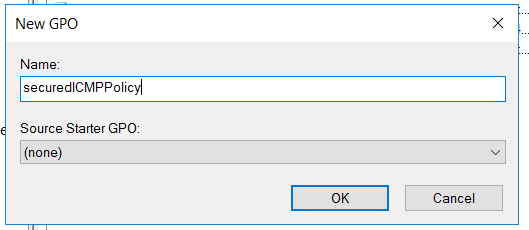 New GPO
Name:
securedICMPPolicy
Source Starter GPO:
(none)
OK
Cancel